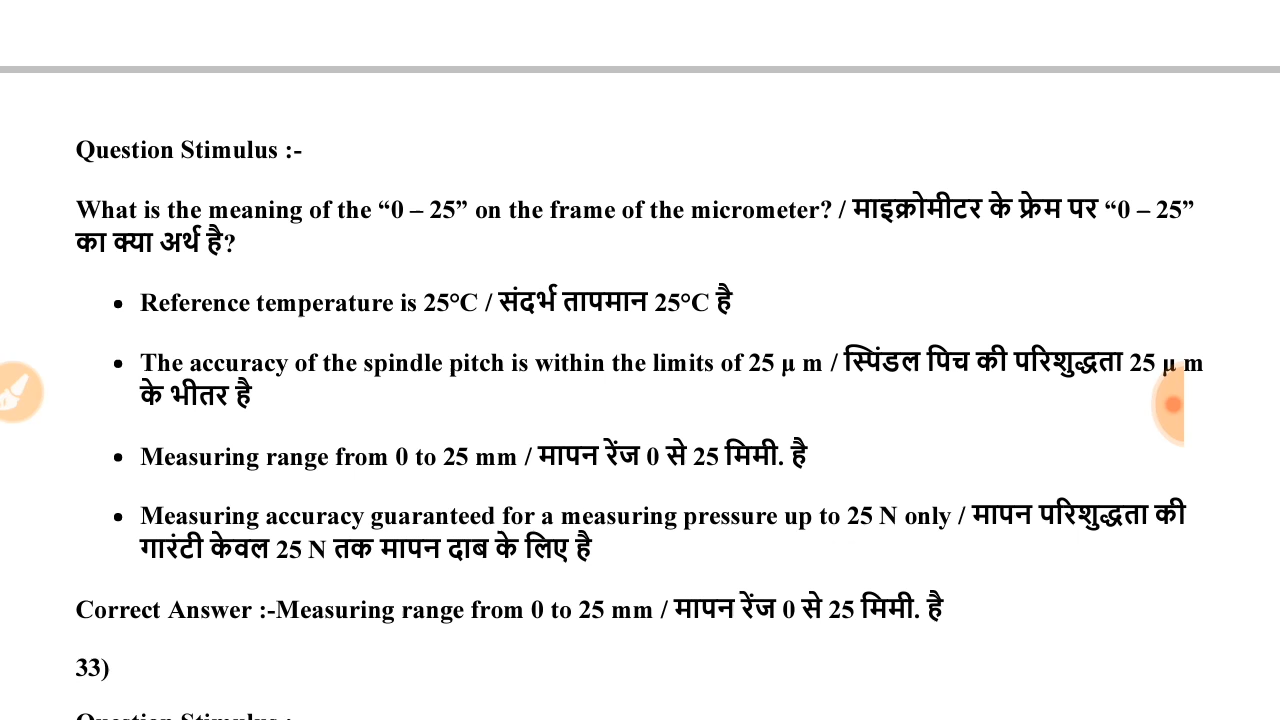 Question Stimulus :-
What is the meaning of the “0 – 25” on the frame of the micrometer? / माइक्रोमीटर के फ्रेम पर “0 – 25”
का क्या अर्थ है?
Reference temperature is 25°C / संदर्भ तापमान 25°C है
The accuracy of the spindle pitch is within the limits of 25 µ m / स्पिंडल पिच की परिशुद्धता 25 µ m
के भीतर है
Measuring range from 0 to 25 mm / मापन रेंज 0 से 25 मिमी. है
Measuring accuracy guaranteed for a measuring pressure up to 25 N only / मापन परिशुद्धता की
गारंटी केवल 25 N तक मापन दाब के लिए है
Correct Answer :-Measuring range from 0 to 25 mm / मापन रेंज 0 से 25 मिमी. है
33)
Question Stimulus :-